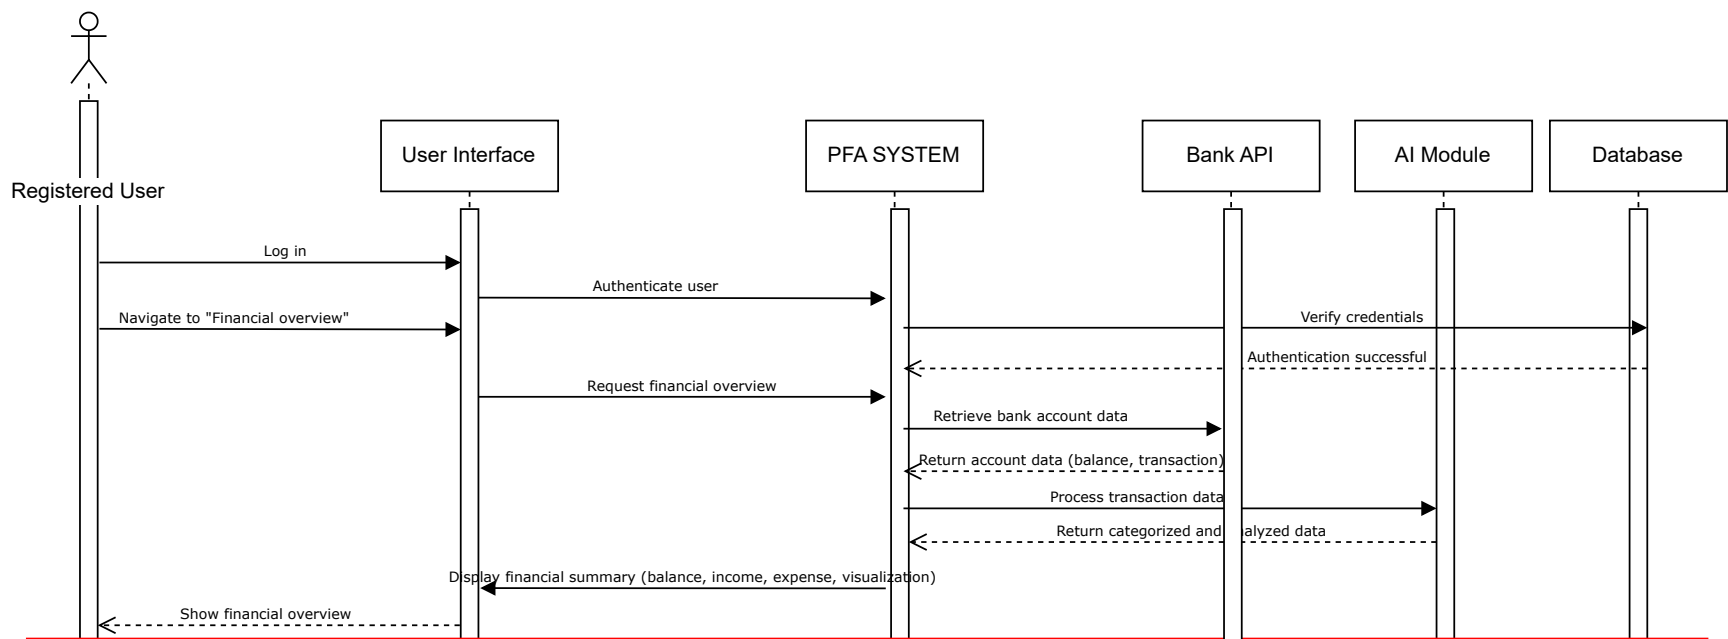 User Interface
PFA SYSTEM
Bank API
AI Module
Database
Registered User
Log in
Authenticate user
Navigate to "Financial overview"
Verify credentials
Authentication successful
Request financial overview
Retrieve bank account data
Return account data (balance, transaction)
Process transaction data
Return categorized and alyzed data
Display financial summary (balance, income, expense, visualization)
Show financial overview